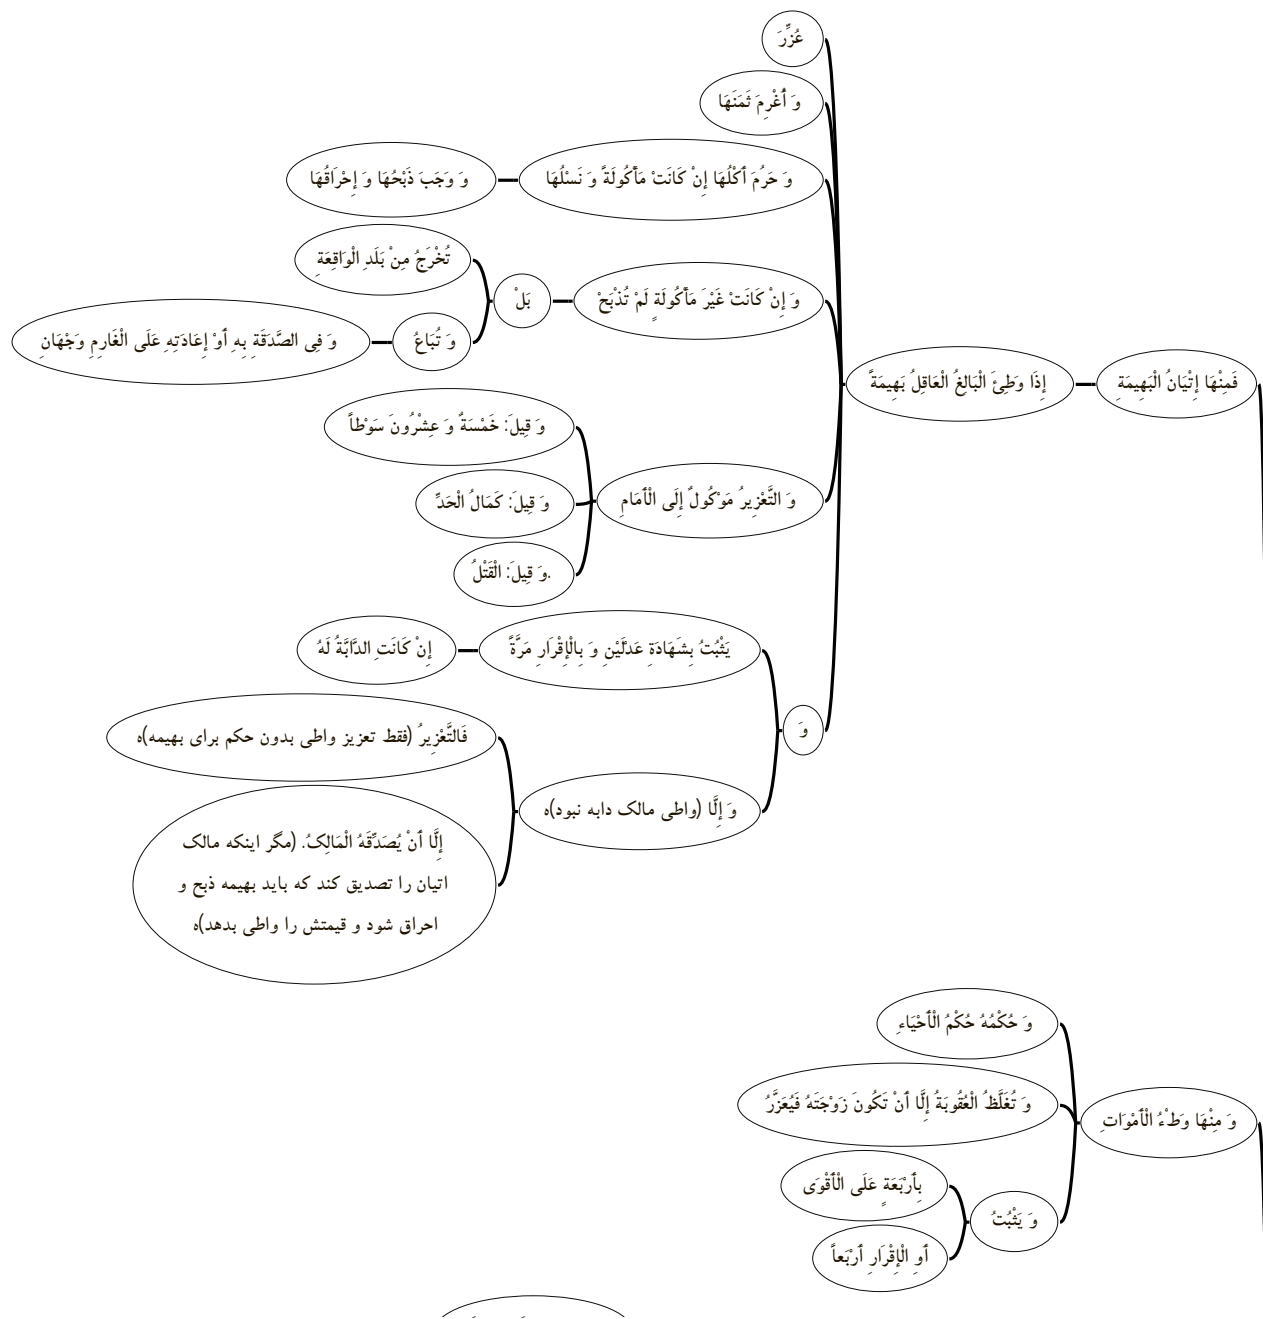 فَمِنْهَا إِتْيَانُ الْبَهِيمَةِ
إِذَا وَطِئَ الْبَالِغُ الْعَاقِلُ بَهِيمَةً
عُزِّرَ
وَ أُغْرِمَ ثَمَنَهَا
وَ حَرُمَ أَكْلُهَا إِنْ كَانَتْ مَأْكُولَةً وَ نَسْلُهَا
وَ وَجَبَ ذَبْحُهَا وَ إِحْرَاقُهَا
وَ إِنْ كَانَتْ غَيْرَ مَأْكُولَةٍ لَمْ تُذْبَحْ
بَلْ
تُخْرَجُ مِنْ بَلَدِ الْوَاقِعَةِ
وَ تُبَاعُ
وَ فِی الصَّدَقَةِ بِهِ أَوْ إِعَادَتِهِ عَلَی الْغَارِمِ وَجْهَانِ
وَ التَّعْزِيرُ مَوْكُولٌ إِلَی الْأَمَامِ
وَ قِيلَ: خَمْسَةٌ وَ عِشْرُونَ سَوْطاً
وَ قِيلَ: كَمَالُ الْحَدِّ
.وَ قِيلَ: الْقَتْلُ
وَ
يَثْبُتُ بِشَهَادَةِ عَدلَيْنِ وَ بِالْإِقْرَارِ مَرَّةً
إِنْ كَانَتِ الدَّابَّةُ لَهُ
وَ إِلَّا (واطی مالک دابه نبود)ه
فَالتَّعْزِيرُ (فقط تعزیز واطی بدون حکم برای بهیمه)ه
إِلَّا أَنْ يُصَدِّقَهُ الْمَالِکُ. (مگر اینکه مالک
اتیان را تصدیق کند که باید بهیمه ذبح و
احراق شود و قیمتش را واطی بدهد)ه
وَ مِنْهَا وَطْءُ الْأَمْوَاتِ
وَ حُكْمُهُ حُكْمُ الْأَحْيَاءِ
وَ تُغَلَّظُ الْعُقُوبَةُ إِلَّا أَنْ تَكُونَ زَوْجَتَهُ فَيُعَزَّرُ
وَ يَثْبُتُ
بِأَرْبَعَةٍ عَلَی الْأَقْوَی
أَوِ الْإِقْرَارِ أَرْبَعاً